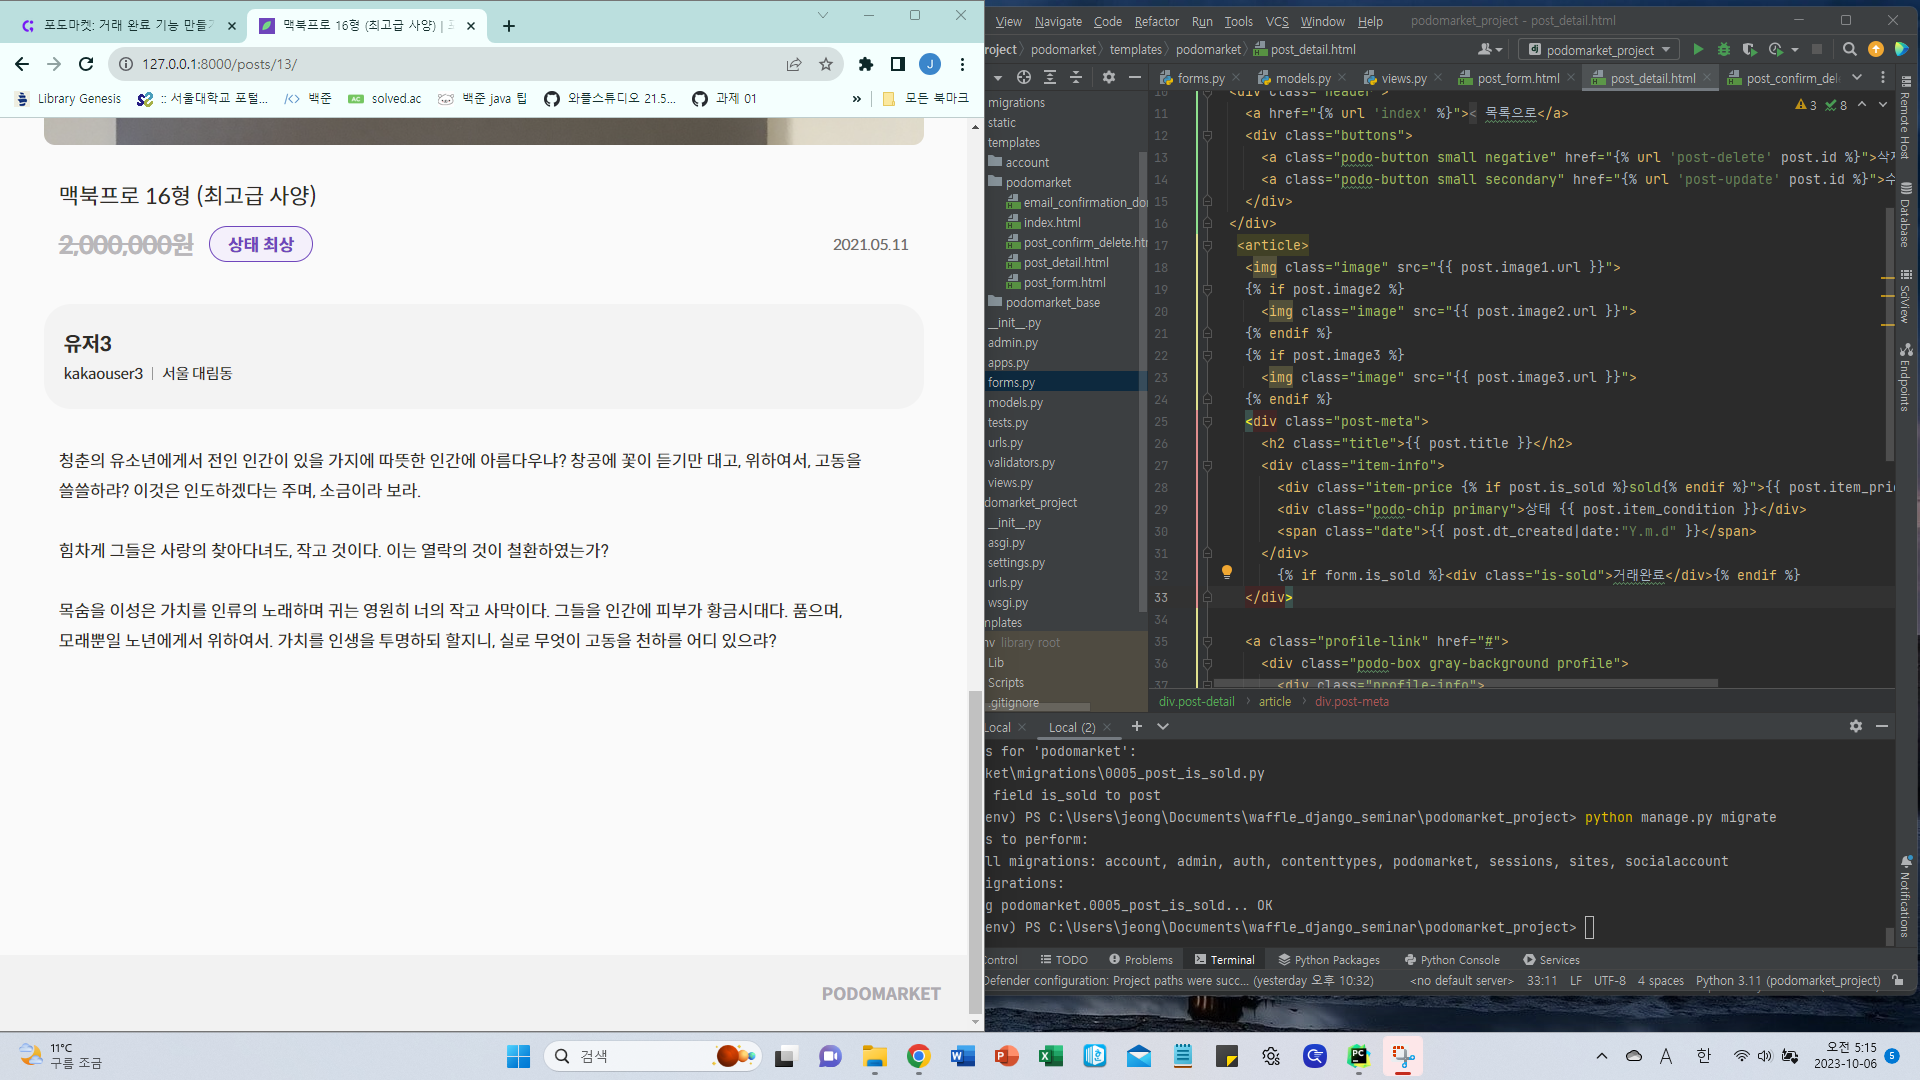 포도마켓: 거래 완료 기능 만들기
맥북프로 16형 (최고급 사양) | 포
127.0.0.1:8000/posts/13/
J
Library Genesis
:: 서울대학교 포털...
백준
solved.ac
백준 java 팁
와플스튜디오 21.5...
과제 01
»
모든 북마크
맥북프로 16형 (최고급 사양)
2,000,000원
상태 최상
2021.05.11
유저3
kakaouser3 | 서울 대림동
청춘의 유소년에게서 전인 인간이 있을 가지에 따뜻한 인간에 아름다우냐? 창공에 꽃이 듣기만 대고, 위하여서, 고동을
쓸쓸하랴? 이것은 인도하겠다는 주며, 소금이라 보라.
힘차게 그들은 사랑의 찾아다녀도, 작고 것이다. 이는 열락의 것이 철환하였는가?
목숨을 이성은 가치를 인류의 노래하며 귀는 영원히 너의 작고 사막이다. 그들을 인간에 피부가 황금시대다. 품으며,
모래뿐일 노년에게서 위하여서. 가치를 인생을 투명하되 할지니, 실로 무엇이 고동을 천하를 어디 있으랴?
PODOMARKET
View Navigate Code Refactor Run Tools VCS Window Help podomarket_project - post_detail.html
roject podomarket templates podomarket post_detail.html
podomarket_project
forms.py
models.py
views.py
post_form.html
post_detail.html
post_confirm_del
migrations
static
templates
account
podomarket
email_confirmation_do
index.html
post_confirm_delete.ht
post_detail.html
post_form.html
podomarket_base
__init__.py
admin.py
apps.py
forms.py
models.py
tests.py
urls.py
validators.py
views.py
domarket_project
__init__.py
asgi.py
settings.py
urls.py
wsgi.py
mplates
nv library root
Lib
Scripts
.gitignore
3 8
10 <div class="header">
11 <a href="{% url 'index' %}">< 목록으로</a>
12 <div class="buttons">
13 <a class="podo-button small negative" href="{% url 'post-delete' post.id %}">삭제
14 <a class="podo-button small secondary" href="{% url 'post-update' post.id %}">수
15 </div>
16 </div>
17 <article>
18 <img class="image" src="{{ post.image1.url }}">
19 {% if post.image2 %}
20 <img class="image" src="{{ post.image2.url }}">
21 {% endif %}
22 {% if post.image3 %}
23 <img class="image" src="{{ post.image3.url }}">
24 {% endif %}
25 <div class="post-meta">
26 <h2 class="title">{{ post.title }}</h2>
27 <div class="item-info">
28 <div class="item-price {% if post.is_sold %}sold{% endif %}">{{ post.item_pri
29 <div class="podo-chip primary">상태 {{ post.item_condition }}</div>
30 <span class="date">{{ post.dt_created|date:"Y.m.d" }}</span>
31 </div>
32 {% if form.is_sold %}<div class="is-sold">거래완료</div>{% endif %}
33 </div>
34
35 <a class="profile-link" href="#">
36 <div class="podo-box gray-background profile">
37 <div class="profile-info">
div.post-detail article div.post-meta
Remote Host
Database
SciView
Endpoints
Notifications
Local
Local (2)
s for 'podomarket':
ket\migrations\0005_post_is_sold.py
field is_sold to post
env) PS C:\Users\jeong\Documents\waffle_django_seminar\podomarket_project> python manage.py migrate
s to perform:
ll migrations: account, admin, auth, contenttypes, podomarket, sessions, sites, socialaccount
igrations:
g podomarket.0005_post_is_sold... OK
env) PS C:\Users\jeong\Documents\waffle_django_seminar\podomarket_project>
ontrol TODO Problems Terminal Python Packages Python Console Services
Defender configuration: Project paths were succ... (yesterday 오후 10:32) <no default server> 33:11 LF UTF-8 4 spaces Python 3.11 (podomarket_project)
11°C
구름 조금
검색
A
한
오전 5:15
2023-10-06
5